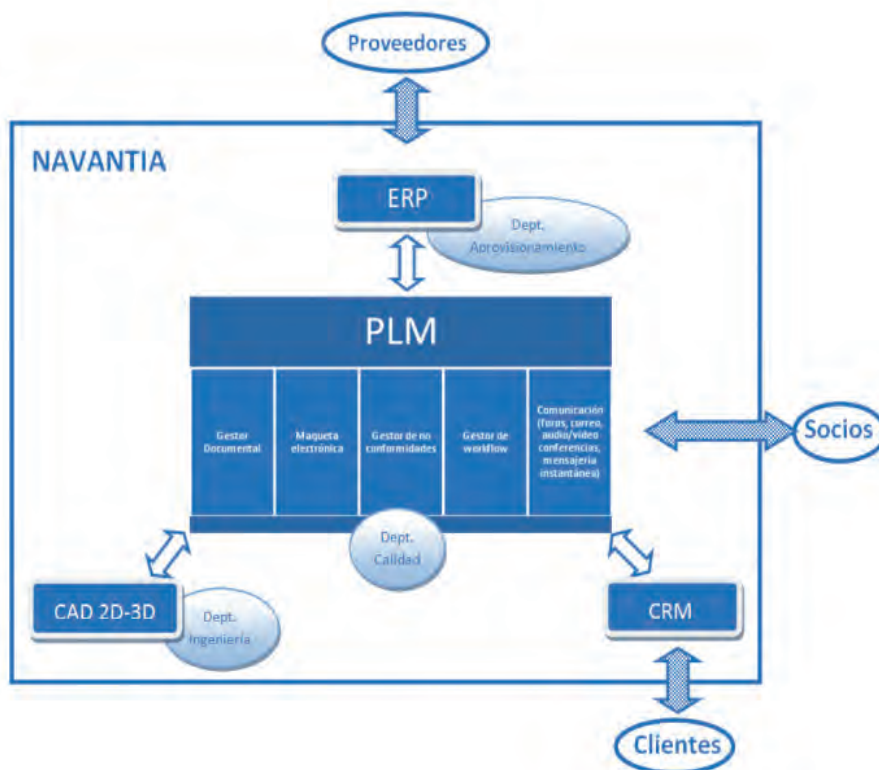 Proveedores
NAVANTIA
ERP
Dept.
Aprovisionamiento
PLM
Gestor
Documental
Maqueta
electrónica
Gestor de no
conformidades
Gestor de
workflow
Comunicación
(foros, correo,
audio/video
conferencias,
mensajería
instantánea)
Socios
Dept.
Calidad
CAD 2D-3D
Dept.
Ingeniería
CRM
Clientes